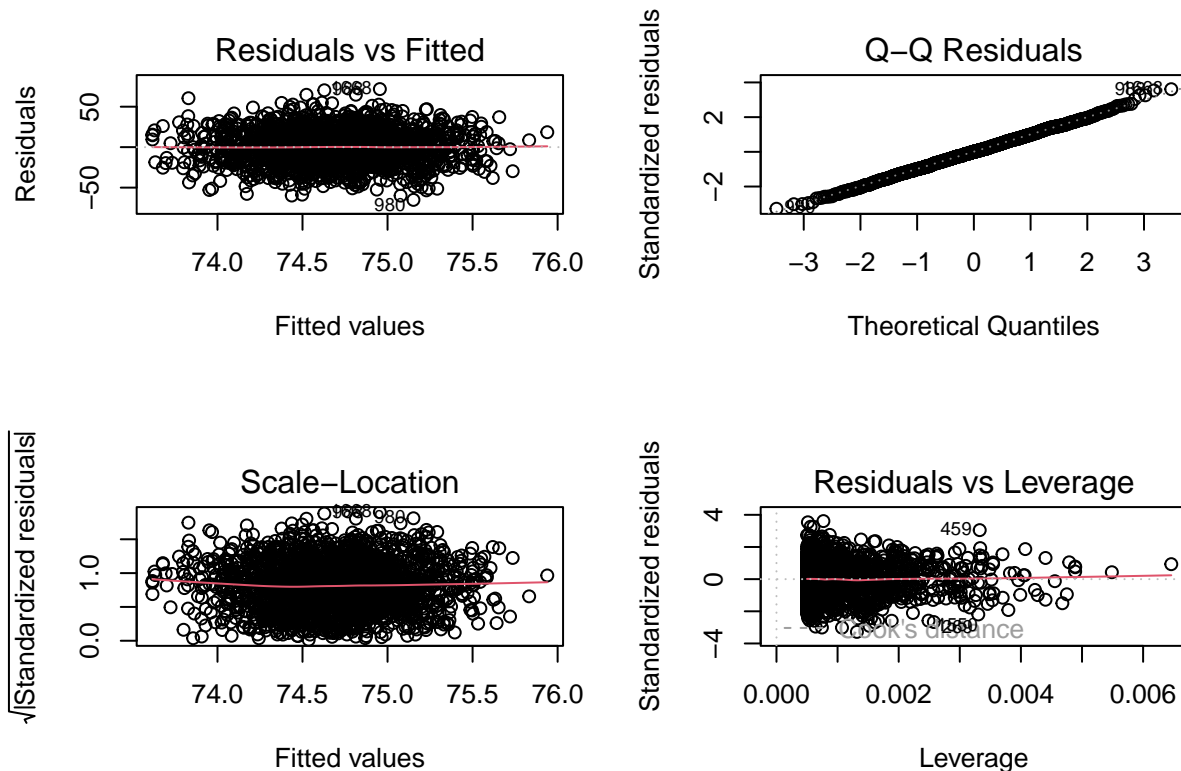 Residuals vs Fitted
Residuals
50
−50
980
74.0 74.5 75.0 75.5 76.0
Fitted values
Q−Q Residuals
Standardized residuals
2
−2
−3 −2 −1 0 1 2 3
Theoretical Quantiles
Scale−Location
√|Standardized residuals|
1.0
0.0
980
74.0 74.5 75.0 75.5 76.0
Fitted values
Residuals vs Leverage
Standardized residuals
4
0
−4
459
Cook's distance
0.000 0.002 0.004 0.006
Leverage